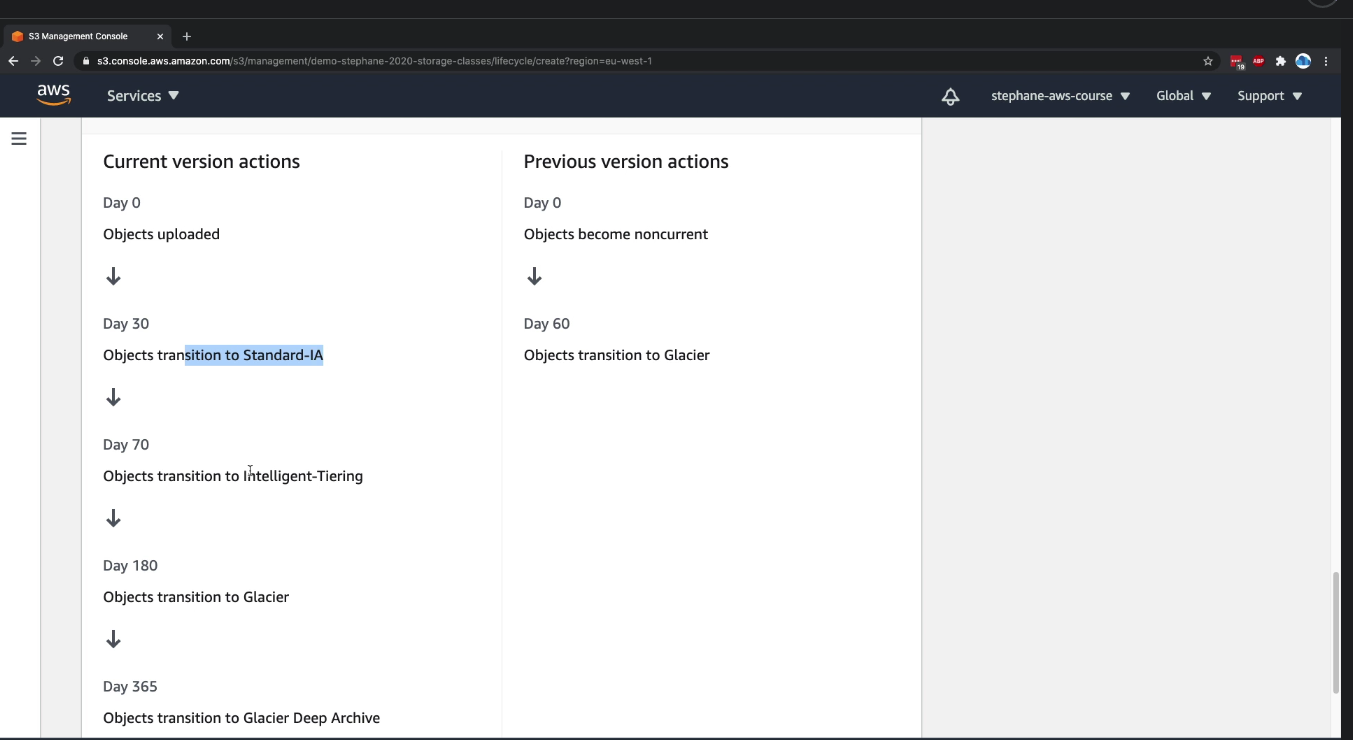 S3 Management Console
s3.console.aws.amazon.com/s3/management/demo-stephane-2020-storage-classes/lifecycle/create?region=eu-west-1
19
ABP
aws
Services
stephane-aws-course
Global
Support
Current version actions
Day 0
Objects uploaded
Day 30
Objects transition to Standard-IA
Day 70
Objects transition to Intelligent-Tiering
Day 180
Objects transition to Glacier
Day 365
Objects transition to Glacier Deep Archive
Previous version actions
Day 0
Objects become noncurrent
Day 60
Objects transition to Glacier